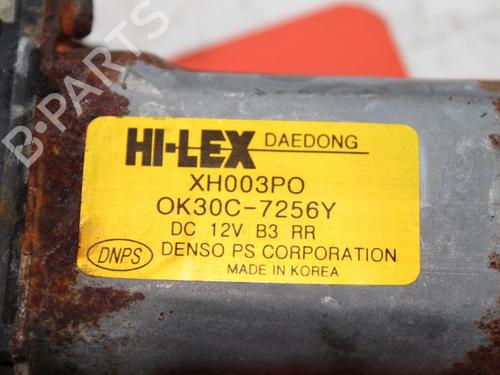 HI-LEX DAEDONG
XH003PO
OK30C-7256Y
DC 12V B3 RR
DNPS DENSO PS CORPORATION
MADE IN KOREA
B-PARTS